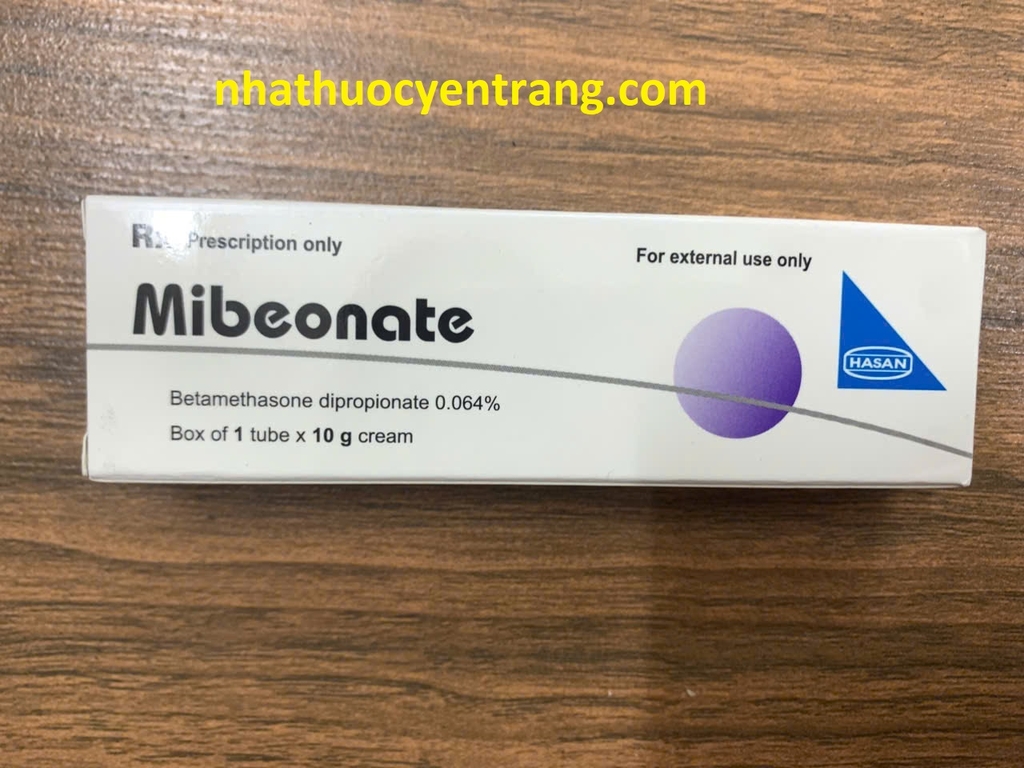 nhathuocyentrang.com
Rx Prescription only
For external use only
Mibeonate
HASAN
Betamethasone dipropionate 0.064%
Box of 1 tube x 10 g cream